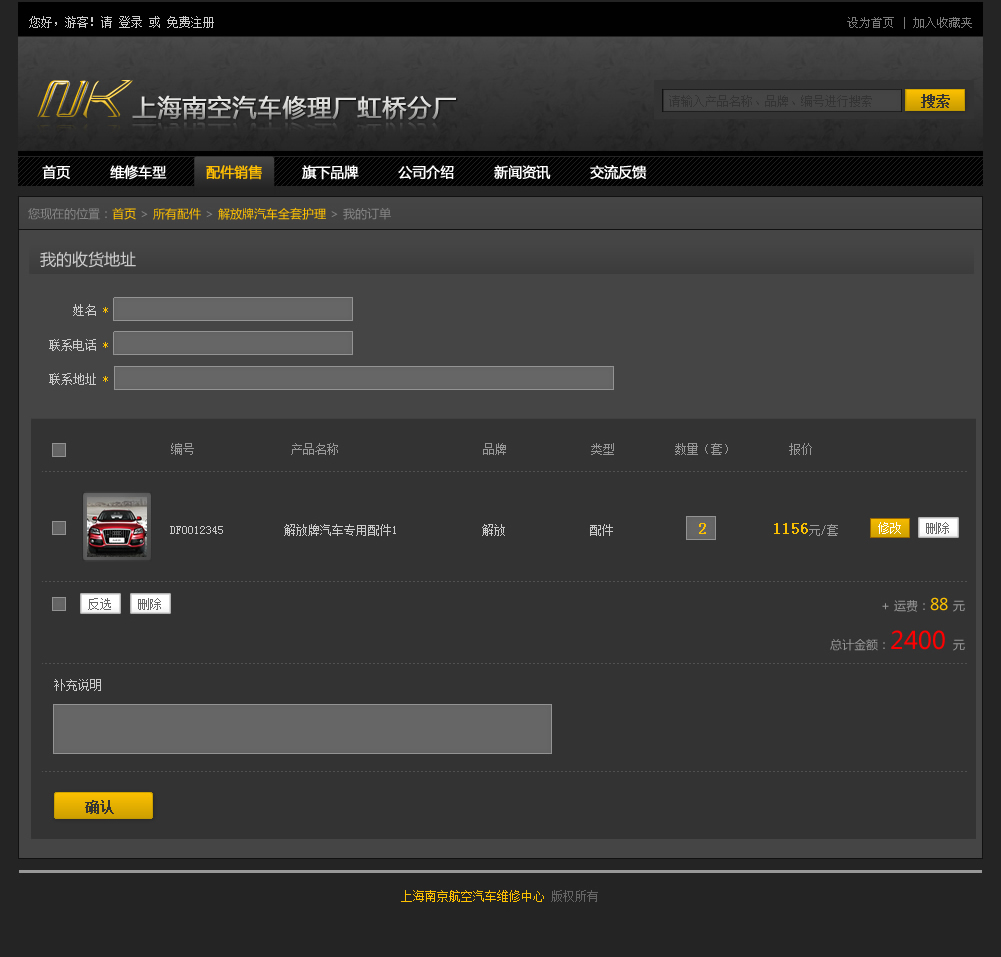 您好，游客！请 登录 或 免费注册
设为首页 | 加入收藏夹
NK 上海南空汽车修理厂虹桥分厂
请输入产品名称、品牌、编号进行搜索 搜索
首页 维修车型 配件销售 旗下品牌 公司介绍 新闻资讯 交流反馈
您现在的位置：首页 > 所有配件 > 解放牌汽车全套护理 > 我的订单
我的收货地址
姓名 *
联系电话 *
联系地址 *
编号 产品名称 品牌 类型 数量（套） 报价
DF0012345 解放牌汽车专用配件1 解放 配件 2 1156元/套 修改 删除
反选 删除 + 运费：88 元
总计金额：2400 元
补充说明
确认
上海南京航空汽车维修中心 版权所有